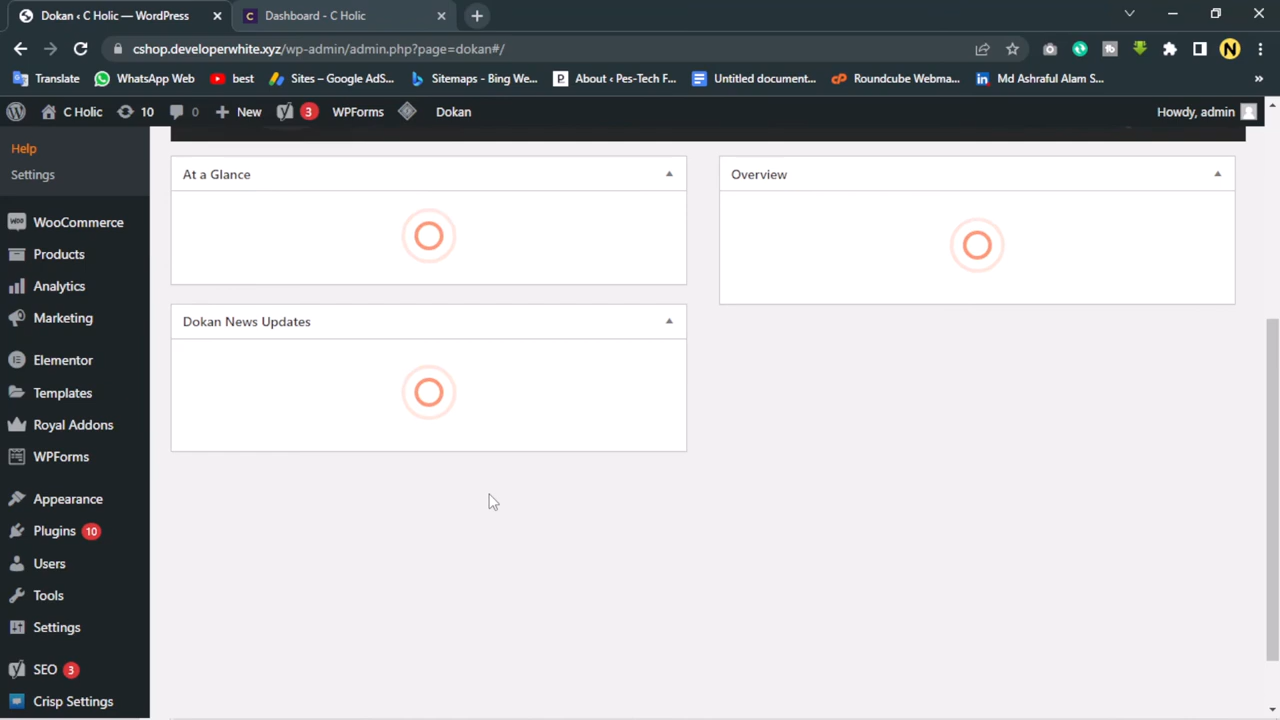 Dokan ‹ C Holic — WordPress
Dashboard - C Holic
cshop.developerwhite.xyz/wp-admin/admin.php?page=dokan#/
N
Translate
WhatsApp Web
best
Sites – Google AdS...
Sitemaps - Bing We...
About ‹ Pes-Tech F...
Untitled document...
Roundcube Webma...
Md Ashraful Alam S...
»
C Holic
10
0
New
3
WPForms
Dokan
Howdy, admin
Help
Settings
WooCommerce
Products
Analytics
Marketing
Elementor
Templates
Royal Addons
WPForms
Appearance
Plugins 10
Users
Tools
Settings
SEO 3
Crisp Settings
At a Glance
Overview
Dokan News Updates